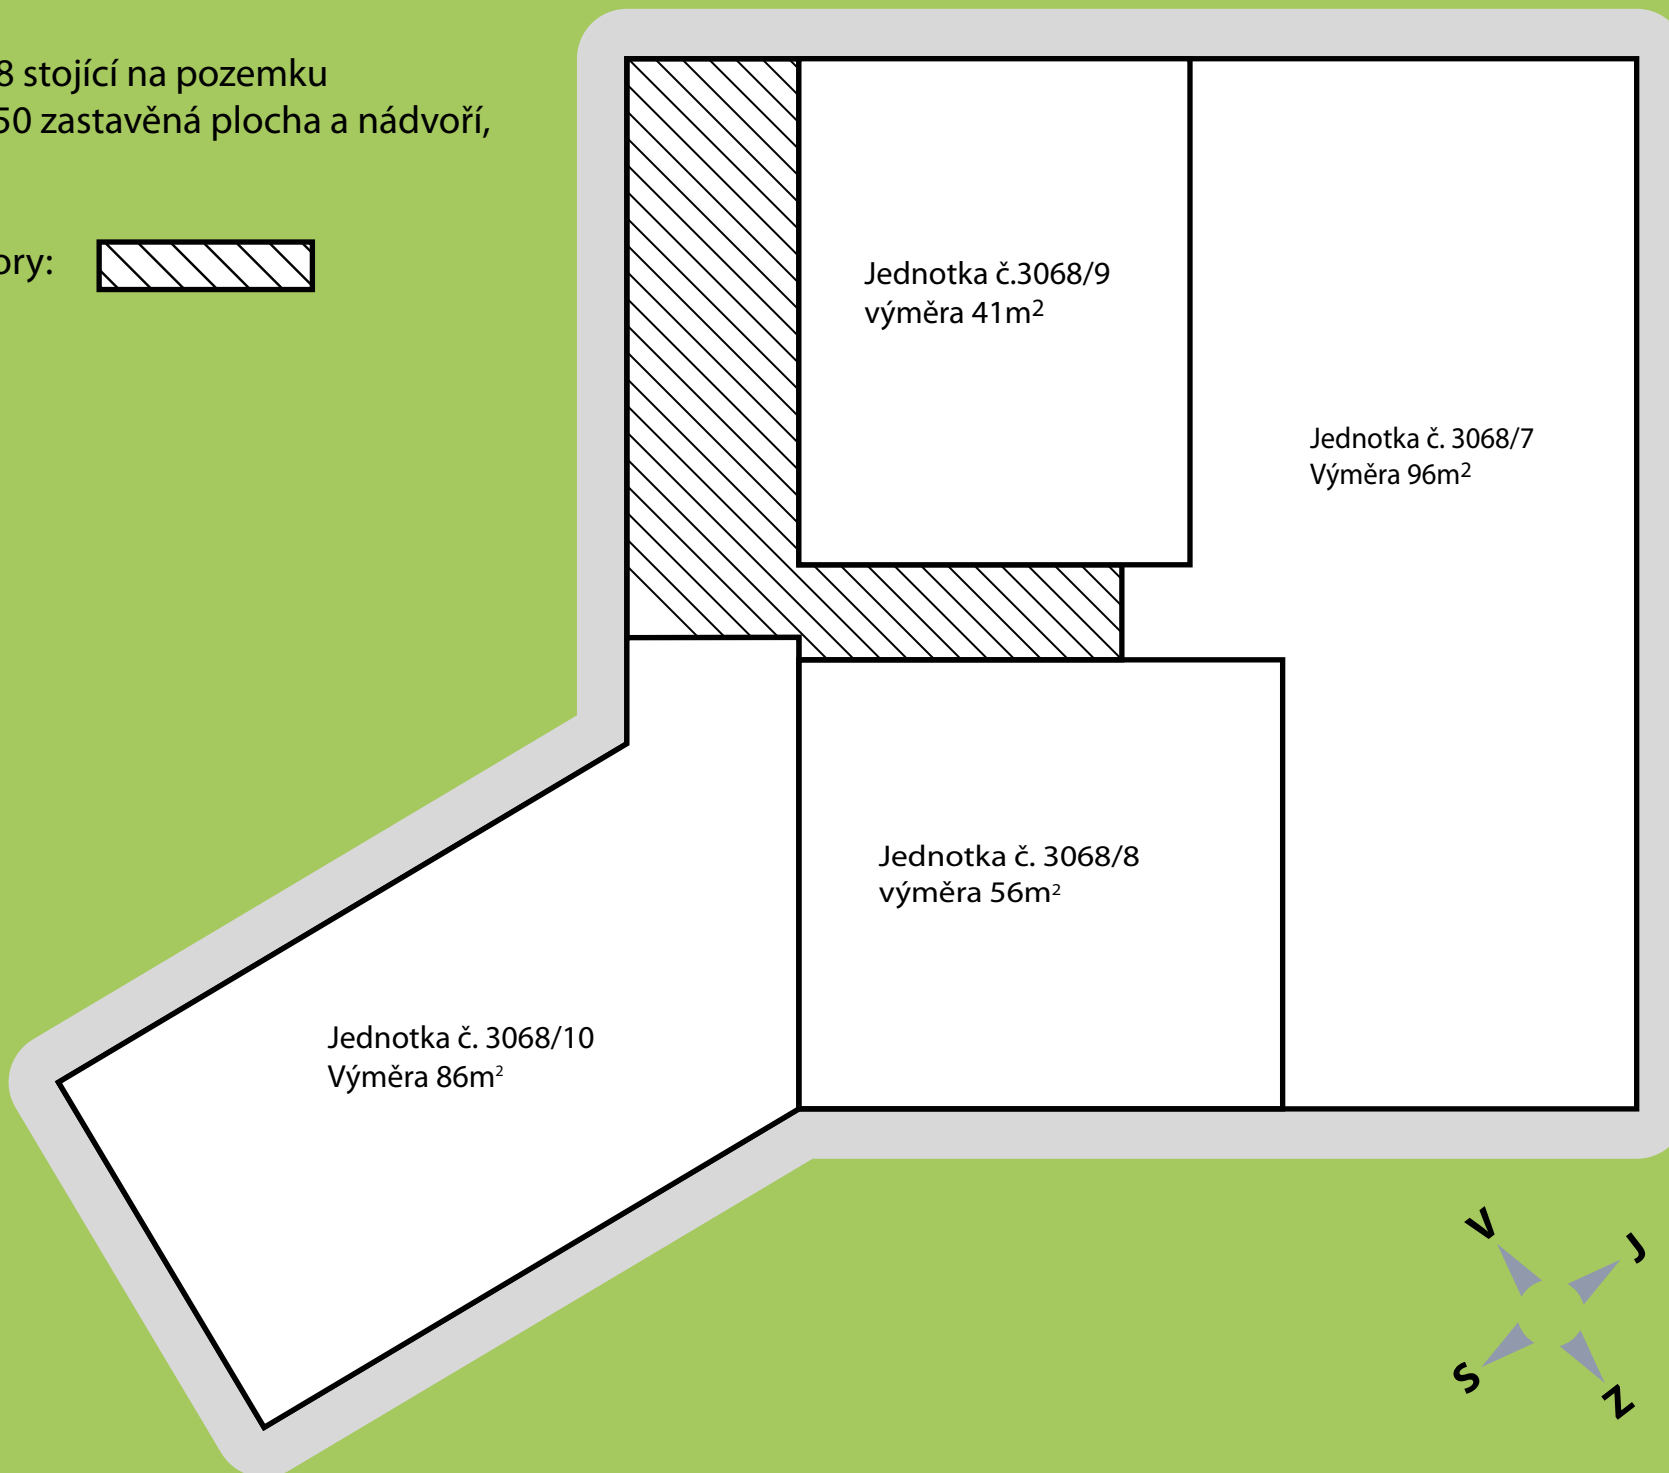 8 stojící na pozemku
50 zastavěná plocha a nádvoří,
ory:
Jednotka č.3068/9
výměra 41m²
Jednotka č. 3068/7
Výměra 96m²
Jednotka č. 3068/8
výměra 56m²
Jednotka č. 3068/10
Výměra 86m²
V
J
S
Z